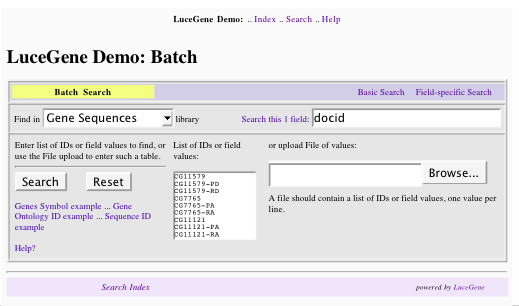 LuceGene Demo: .. Index .. Search .. Help
LuceGene Demo: Batch
Batch Search
Basic Search Field-specific Search
Find in Gene Sequences library
Search this 1 field: docid
Enter list of IDs or field values to find, or
use the File upload to enter such a table.
Search Reset
Genes Symbol example ... Gene
Ontology ID example ... Sequence ID
example
Help?
List of IDs or field
values:
CG11579
CG11579-PD
CG11579-RD
CG7765
CG7765-PA
CG7765-RA
CG11121
CG11121-PA
CG11121-RA
or upload File of values:
Browse...
A file should contain a list of IDs or field values, one value per
line.
Search Index
powered by LuceGene